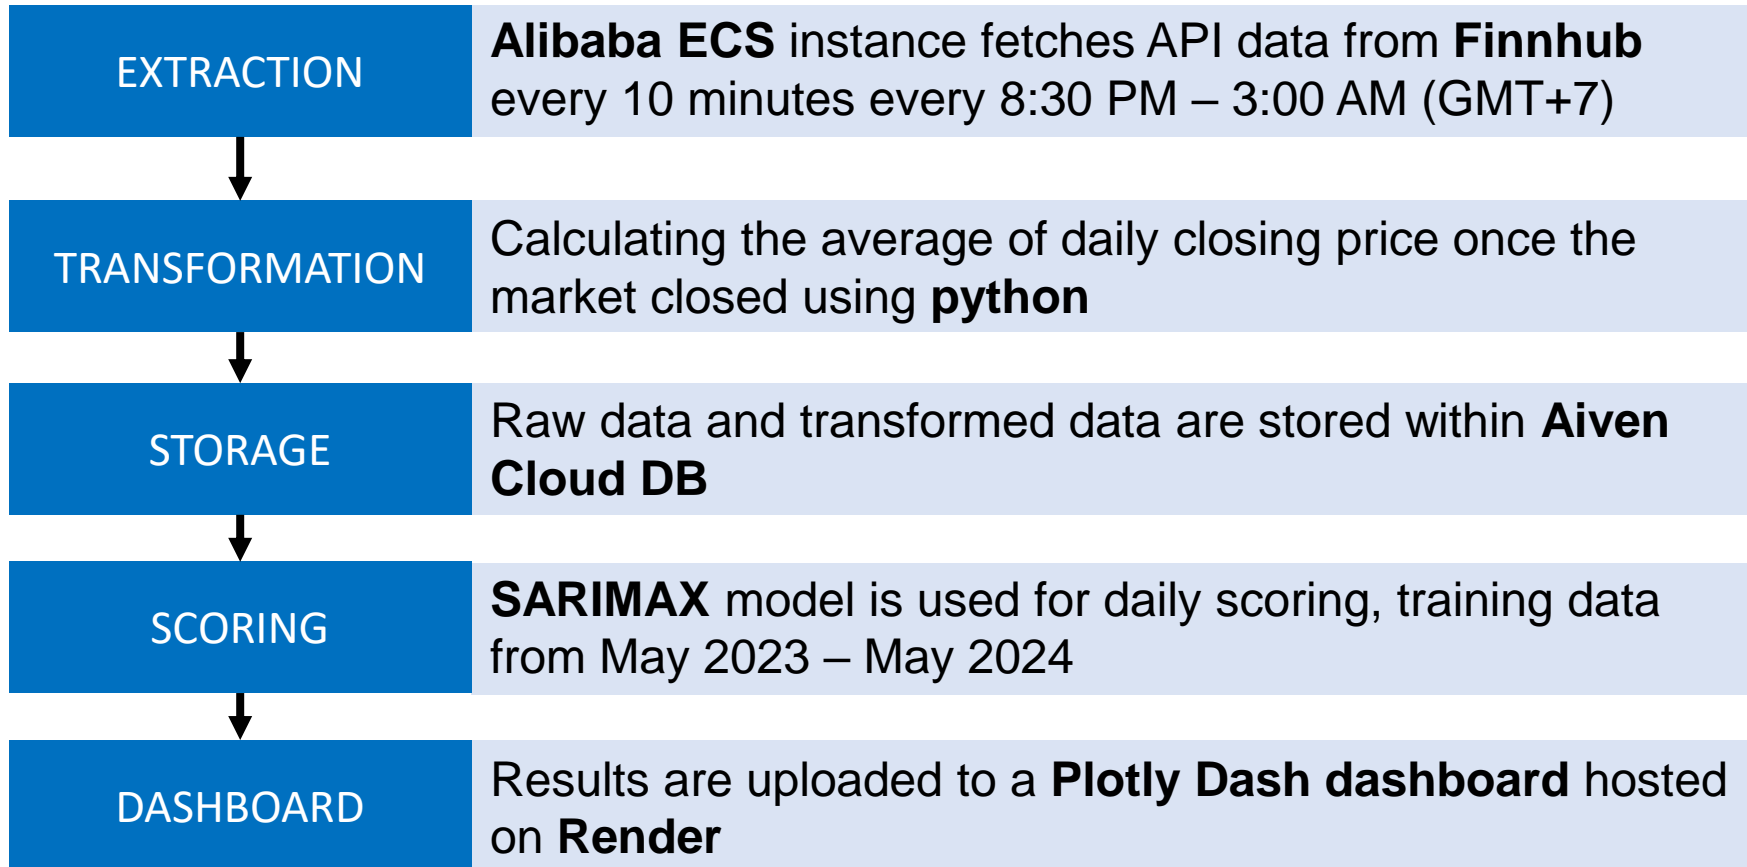 EXTRACTION
Alibaba ECS instance fetches API data from Finnhub
every 10 minutes every 8:30 PM – 3:00 AM (GMT+7)
TRANSFORMATION
Calculating the average of daily closing price once the
market closed using python
STORAGE
Raw data and transformed data are stored within Aiven
Cloud DB
SCORING
SARIMAX model is used for daily scoring, training data
from May 2023 – May 2024
DASHBOARD
Results are uploaded to a Plotly Dash dashboard hosted
on Render